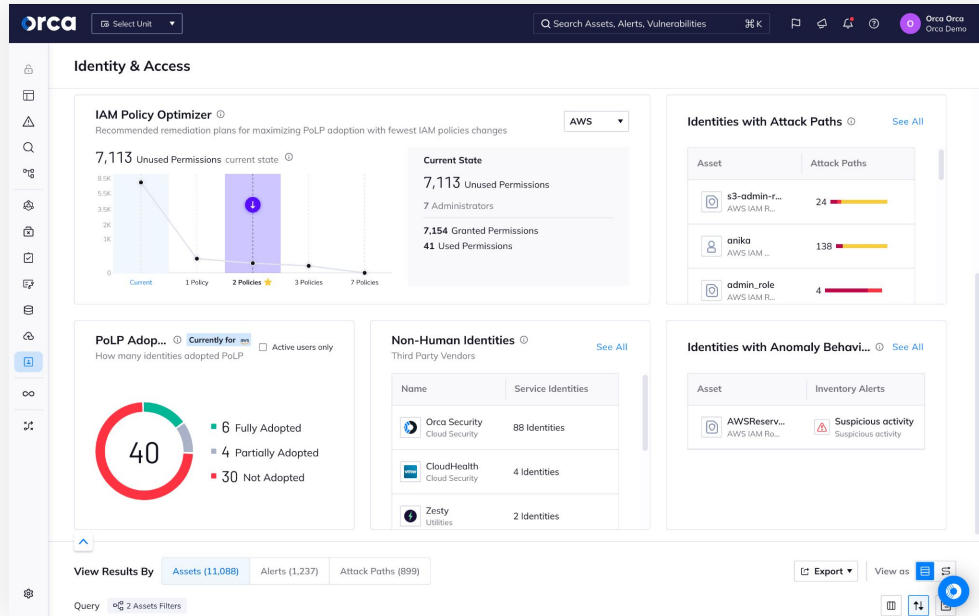 orca
Select Unit
Search Assets, Alerts, Vulnerabilities
⌘K
O
Orca Orca
Orca Demo
Identity & Access
IAM Policy Optimizer
Recommended remediation plans for maximizing PoLP adoption with fewest IAM policies changes
AWS
7,113 Unused Permissions current state
8.5K
5.5K
3.5K
2K
1K
0
Current
1 Policy
2 Policies
3 Policies
7 Policies
Current State
7,113 Unused Permissions
7 Administrators
7,154 Granted Permissions
41 Used Permissions
Identities with Attack Paths
See All
Asset
Attack Paths
s3-admin-r...
AWS IAM R...
24
anika
AWS IAM ...
138
admin_role
AWS IAM R...
4
PoLP Adop...
Currently for aws
Active users only
How many identities adopted PoLP
40
6 Fully Adopted
4 Partially Adopted
30 Not Adopted
Non-Human Identities
See All
Third Party Vendors
Name
Service Identities
Orca Security
Cloud Security
88 Identities
vmw
CloudHealth
Cloud Security
4 Identities
Zesty
Utilities
2 Identities
Identities with Anomaly Behavi...
See All
Asset
Inventory Alerts
AWSReserv...
AWS IAM Ro...
Suspicious activity
Suspicious activity
View Results By
Assets (11,088)
Alerts (1,237)
Attack Paths (899)
Export
View as
Query
2 Assets Filters